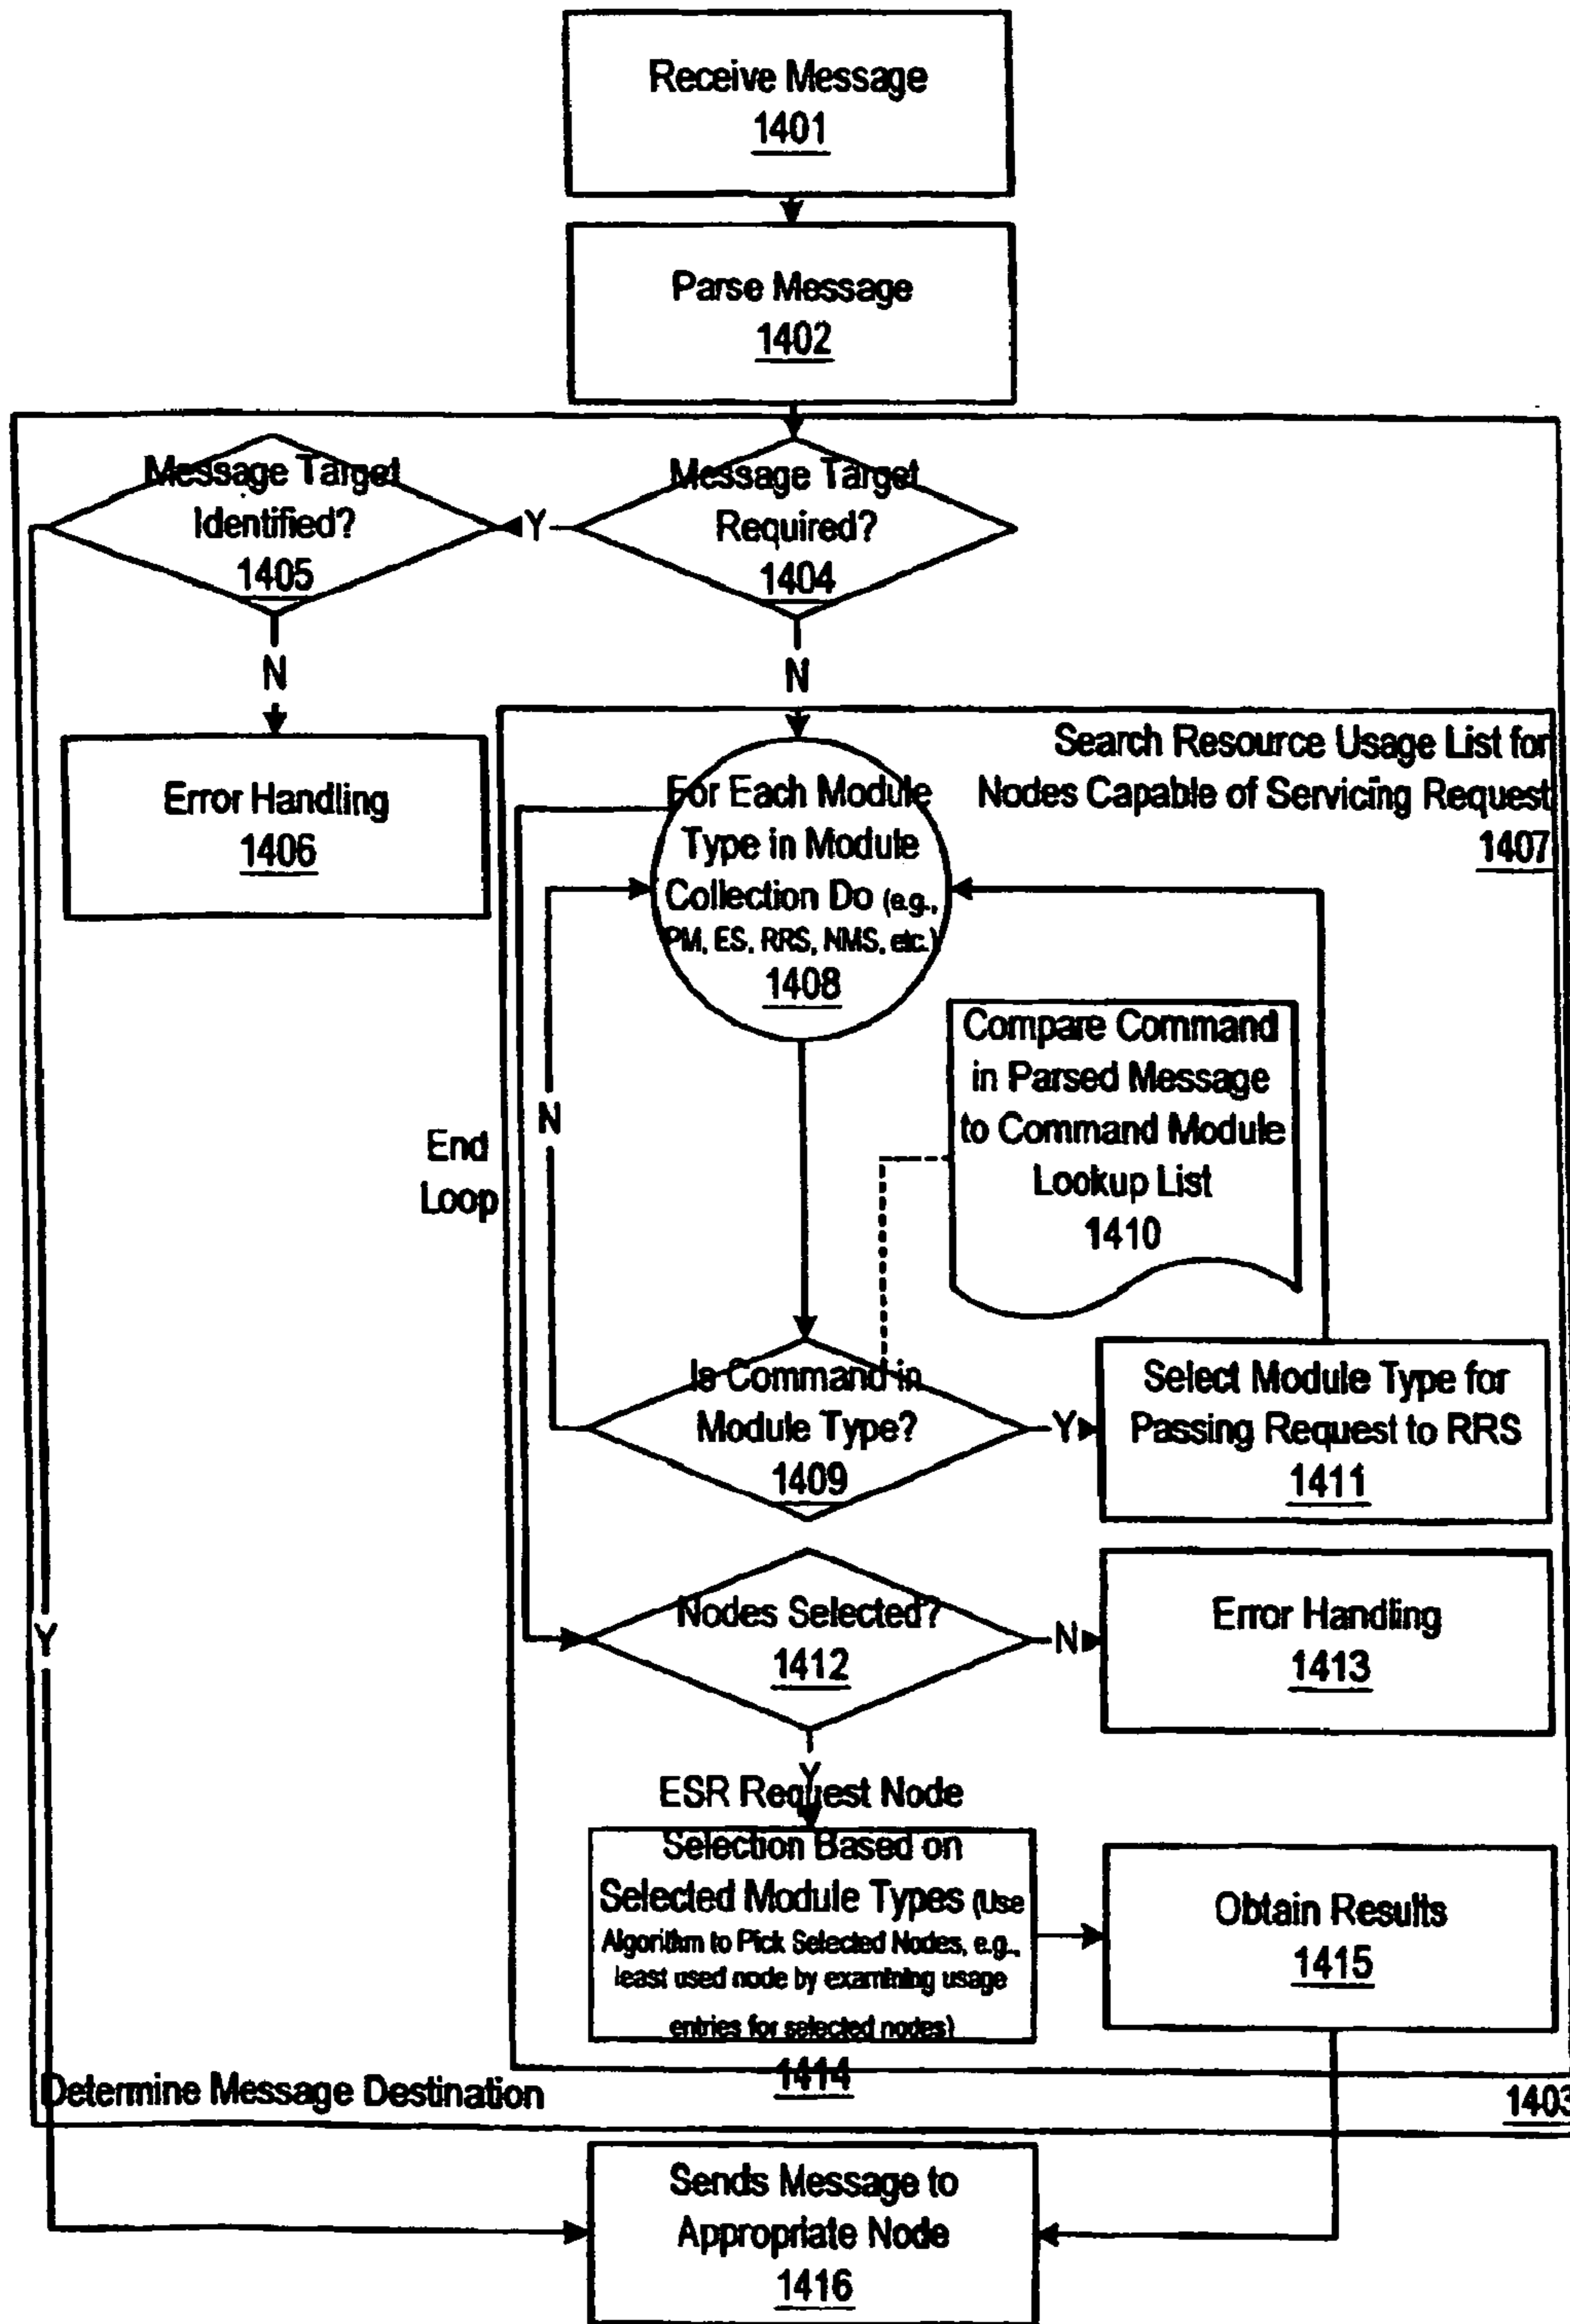 Receive Message
1401
Parse Message
1402
Message Target
Identified?
1405
Y
Message Target
Required?
1404
N
N
Error Handling
1406
Search Resource Usage List for
Nodes Capable of Servicing Request
1407
For Each Module
Type in Module
Collection Do (e.g.,
PM, ES, RRS, NMS, etc.)
1408
Compare Command
in Parsed Message
to Command Module
Lookup List
1410
N
End
Loop
Is Command in
Module Type?
1409
Y
Select Module Type for
Passing Request to RRS
1411
Nodes Selected?
1412
N
Error Handling
1413
Y
Y
ESR Request Node
Selection Based on
Selected Module Types (Use
Algorithm to Pick Selected Nodes, e.g.,
least used node by examining usage
entries for selected nodes)
1414
Obtain Results
1415
Determine Message Destination
1403
Sends Message to
Appropriate Node
1416